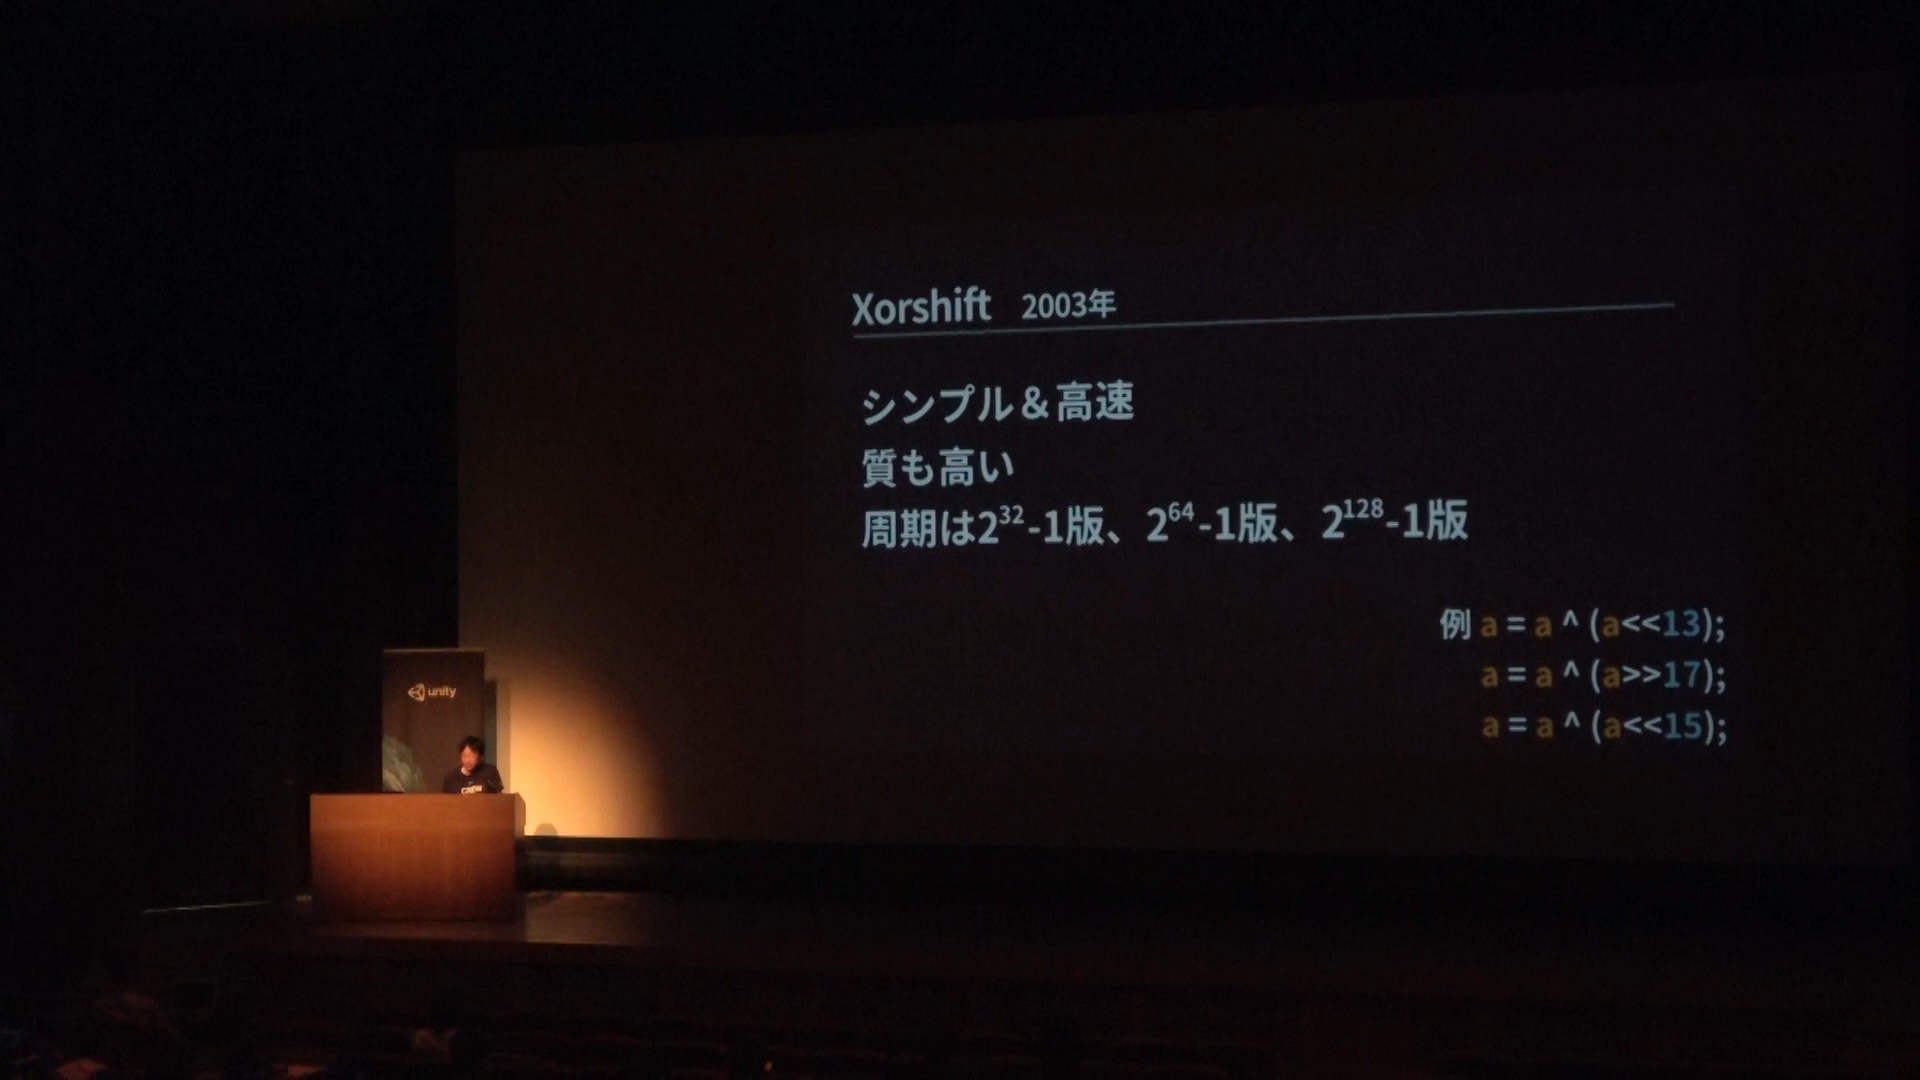 Xorshift 2003年
シンプル＆高速
質も高い
周期は2³²-1版、2⁶⁴-1版、2¹²⁸-1版
例 a = a ^ (a<<13);
a = a ^ (a>>17);
a = a ^ (a<<15);
unity
CREW